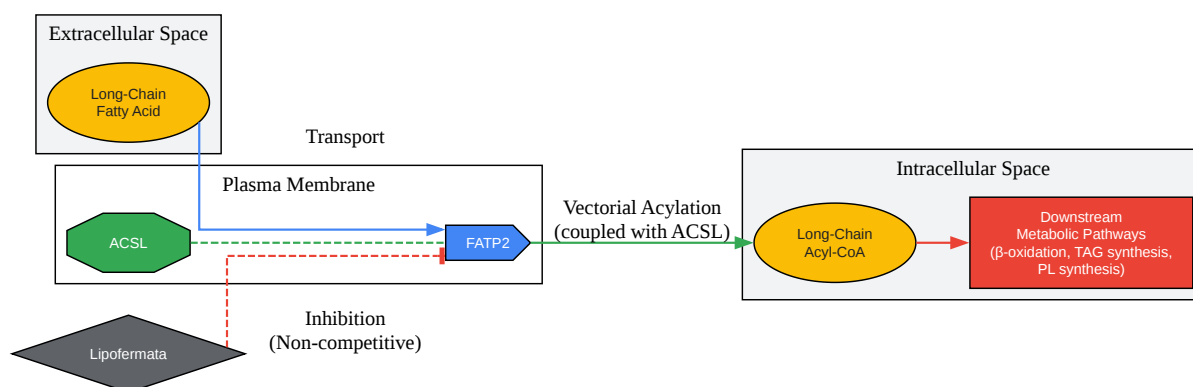 Extracellular Space
Long-Chain
Fatty Acid
Transport
Plasma Membrane
ACSL
FATP2
Vectorial Acylation
(coupled with ACSL)
Intracellular Space
Long-Chain
Acyl-CoA
Downstream
Metabolic Pathways
(β-oxidation, TAG synthesis,
PL synthesis)
Inhibition
(Non-competitive)
Lipofermata